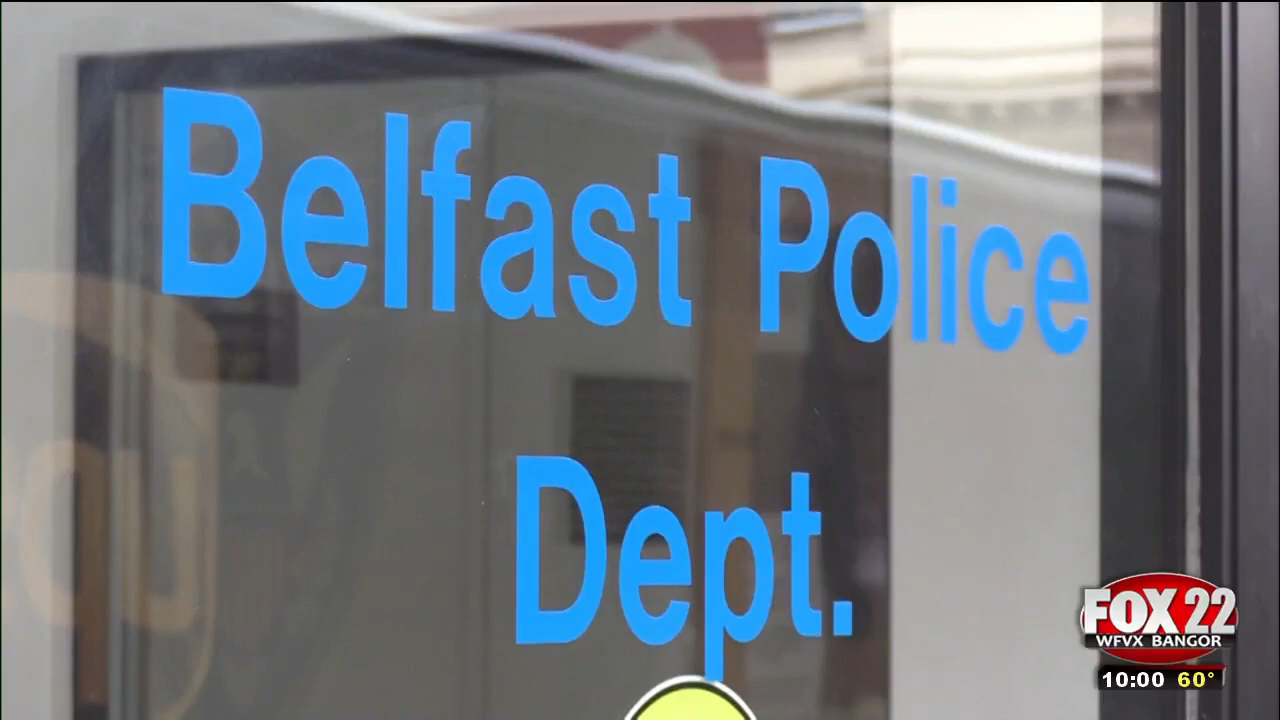 Belfast Police
Dept.
FOX 22
WFVX BANGOR
10:00 60°